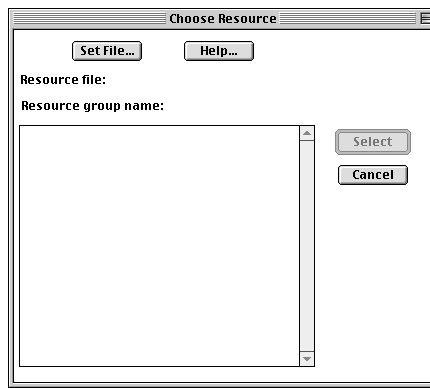 Choose Resource
Set File... Help...
Resource file:
Resource group name:
Select
Cancel